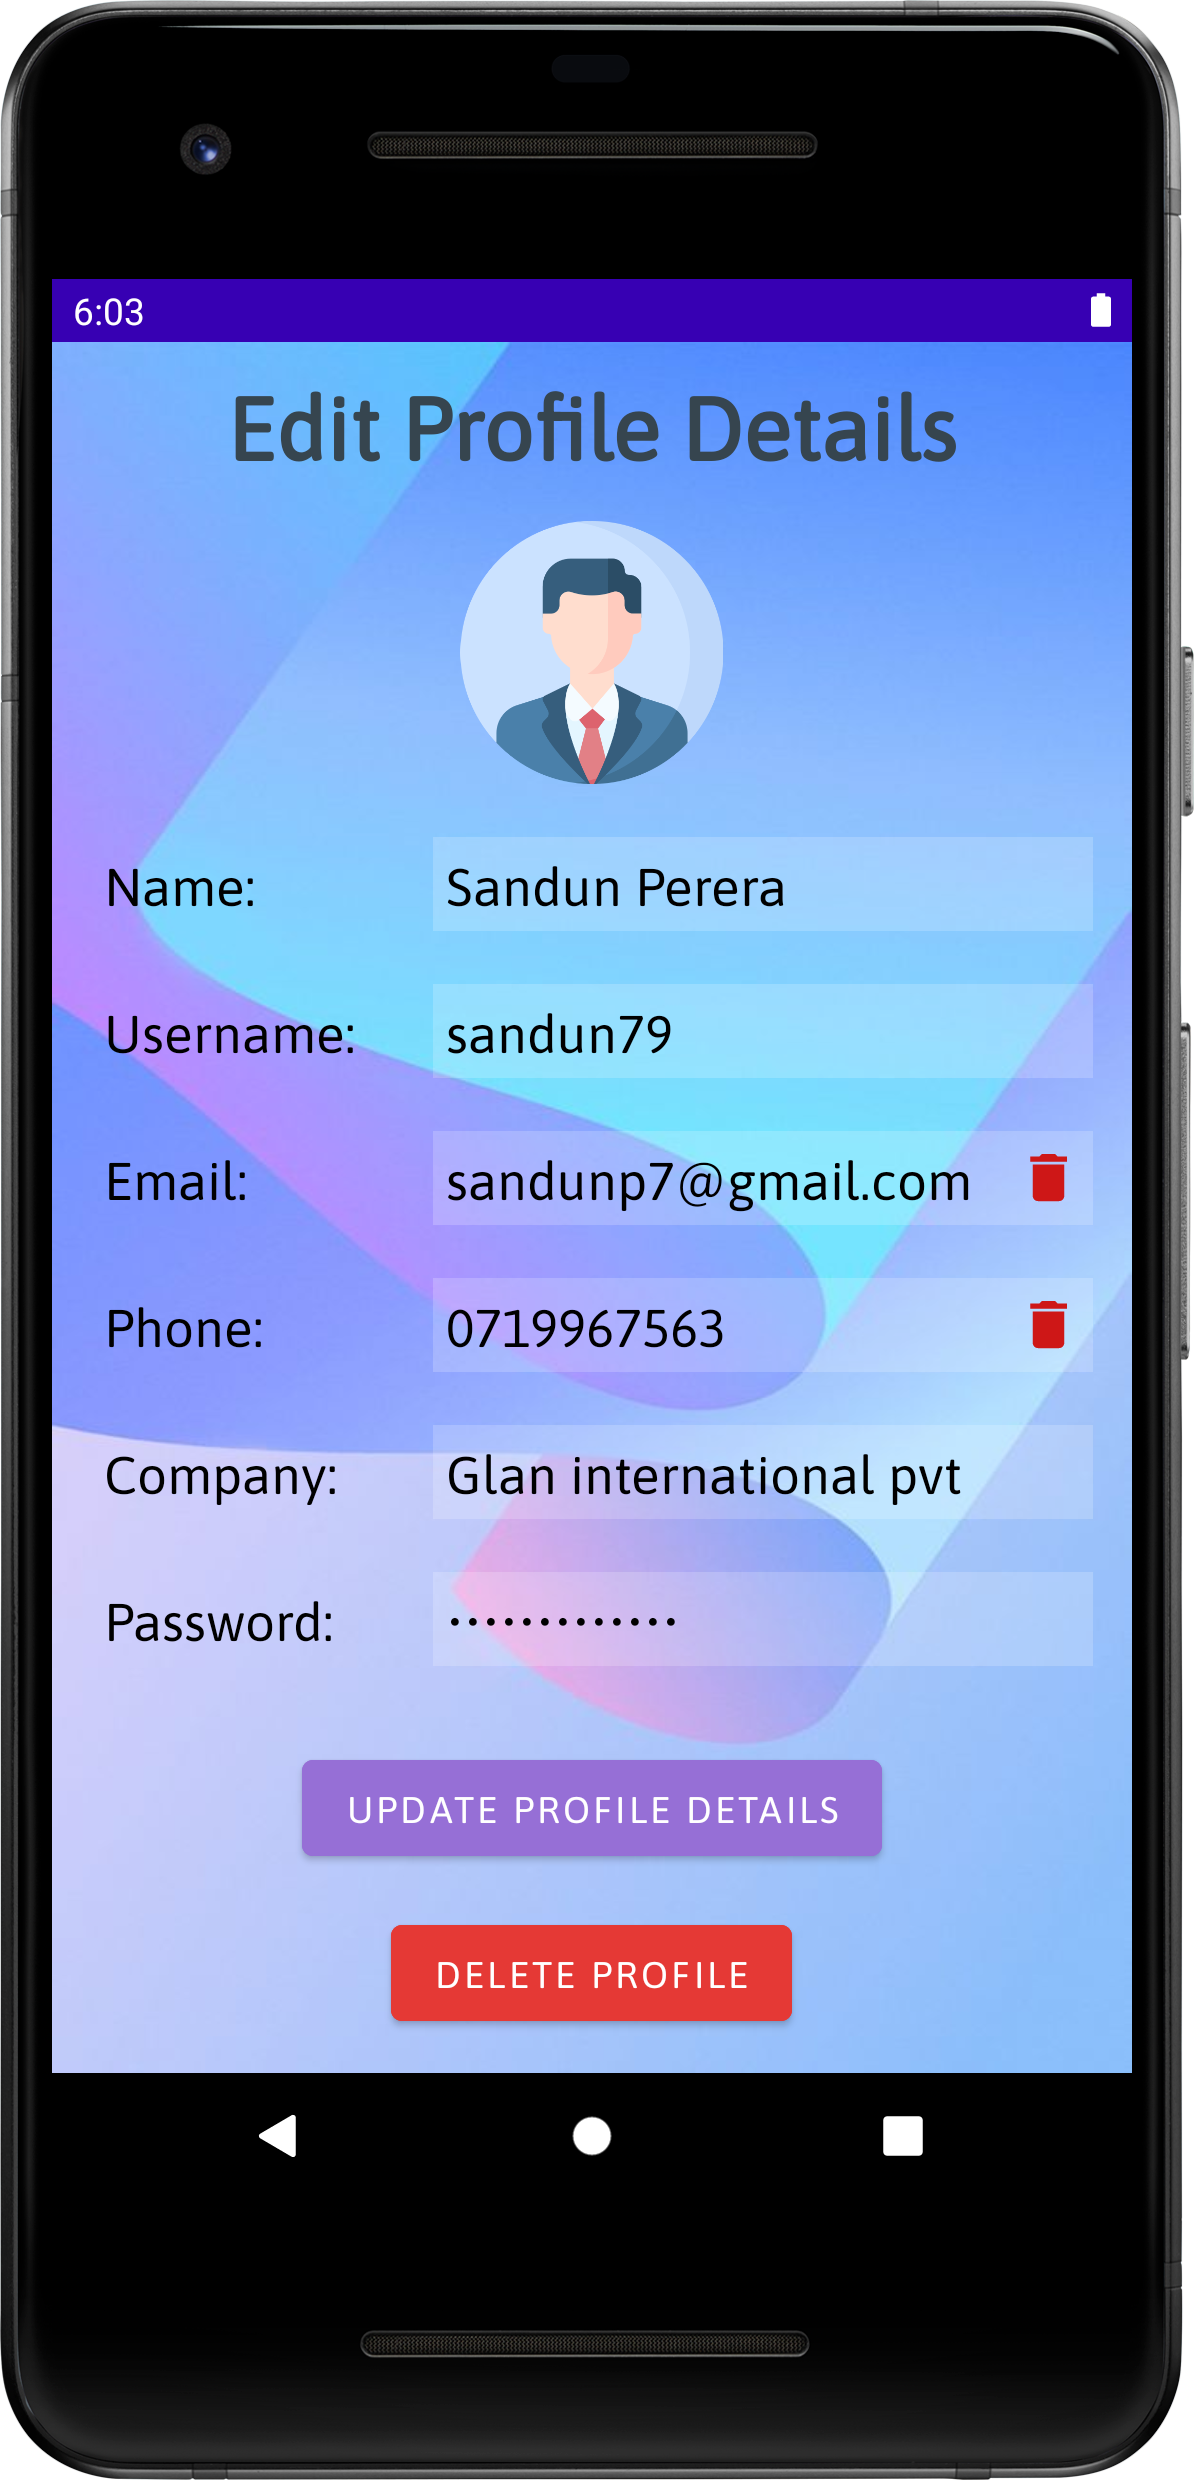 6:03
Edit Profile Details
Name: Sandun Perera
Username: sandun79
Email: sandunp7@gmail.com
Phone: 0719967563
Company: Glan international pvt
Password: •••••••••••••
UPDATE PROFILE DETAILS
DELETE PROFILE